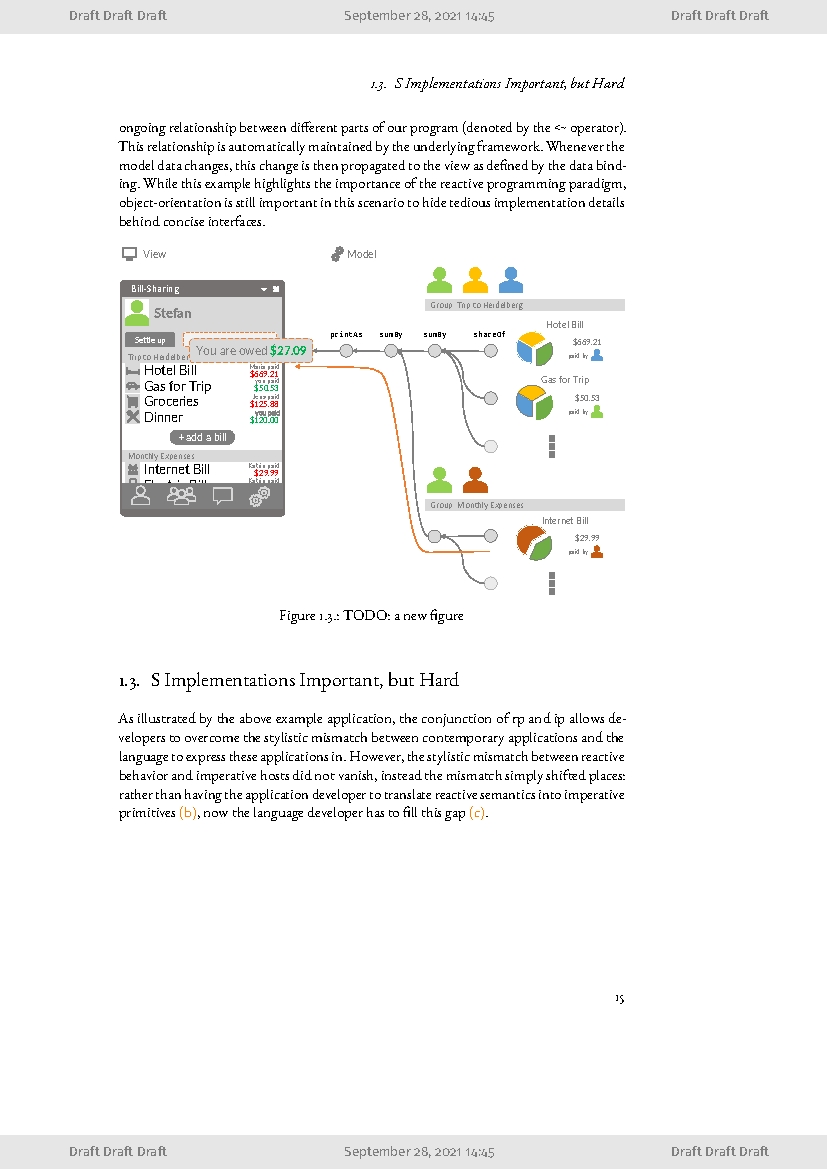 Draft Draft Draft September 28, 2021 14:45 Draft Draft Draft
1.3. S Implementations Important, but Hard
ongoing relationship between different parts of our program (denoted by the <~ operator).
This relationship is automatically maintained by the underlying framework. Whenever the
model data changes, this change is then propagated to the view as defined by the data bind-
ing. While this example highlights the importance of the reactive programming paradigm,
object-orientation is still important in this scenario to hide tedious implementation details
behind concise interfaces.
View
Model
Bill-Sharing
Stefan
Settle up
You are owed $27.09
Trip to Heidelber
Hotel Bill
Maria paid
$669.21
Gas for Trip
you paid
$50.53
Groceries
$125.88
Dinner
you paid
$120.00
+ add a bill
Monthly Expenses
Internet Bill
$29.99
printAs sumBy sumBy shareOf
Group Trip to Heidelberg
Hotel Bill
$669.21
paid by
Gas for Trip
$50.53
paid by
Group Monthly Expenses
Internet Bill
$29.99
paid by
Figure 1.3.: TODO: a new figure
1.3. S Implementations Important, but Hard
As illustrated by the above example application, the conjunction of rp and ip allows de-
velopers to overcome the stylistic mismatch between contemporary applications and the
language to express these applications in. However, the stylistic mismatch between reactive
behavior and imperative hosts did not vanish, instead the mismatch simply shifted places:
rather than having the application developer to translate reactive semantics into imperative
primitives (b), now the language developer has to fill this gap (c).
15
Draft Draft Draft September 28, 2021 14:45 Draft Draft Draft